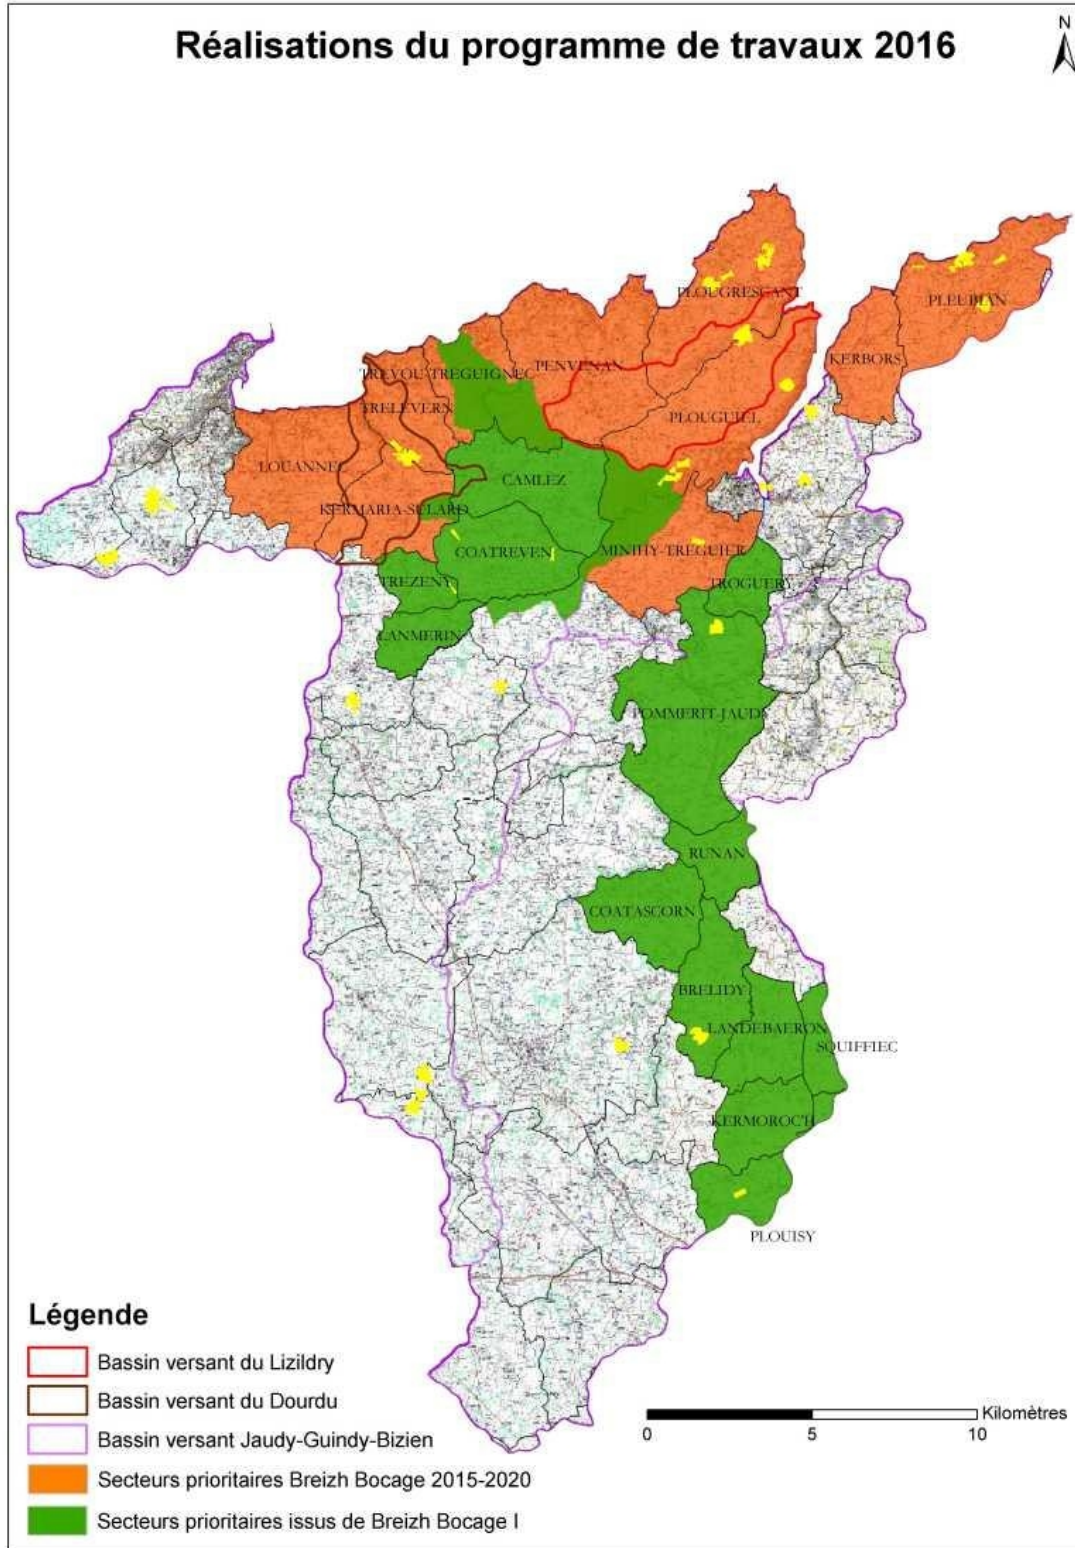 Réalisations du programme de travaux 2016
N
PLOUGRESCANT
PLEUBIAN
KERBORS
PENVENAN
TREVOU-TREGUIGNEC
TRELEVERN
PLOUGUIEL
LOUANNEC
CAMLEZ
KERMARIA-SULARD
COATREVEN
MINIHY-TREGUIER
TREZENY
TROGUERY
LANMERIN
POMMERIT-JAUDY
RUNAN
COATASCORN
BRELIDY
LANDEBAERON
SQUIFFIEC
KERMOROC'H
PLOUISY
Légende
Bassin versant du Lizildry
Bassin versant du Dourdu
Bassin versant Jaudy-Guindy-Bizien
Secteurs prioritaires Breizh Bocage 2015-2020
Secteurs prioritaires issus de Breizh Bocage I
Kilomètres
0 5 10